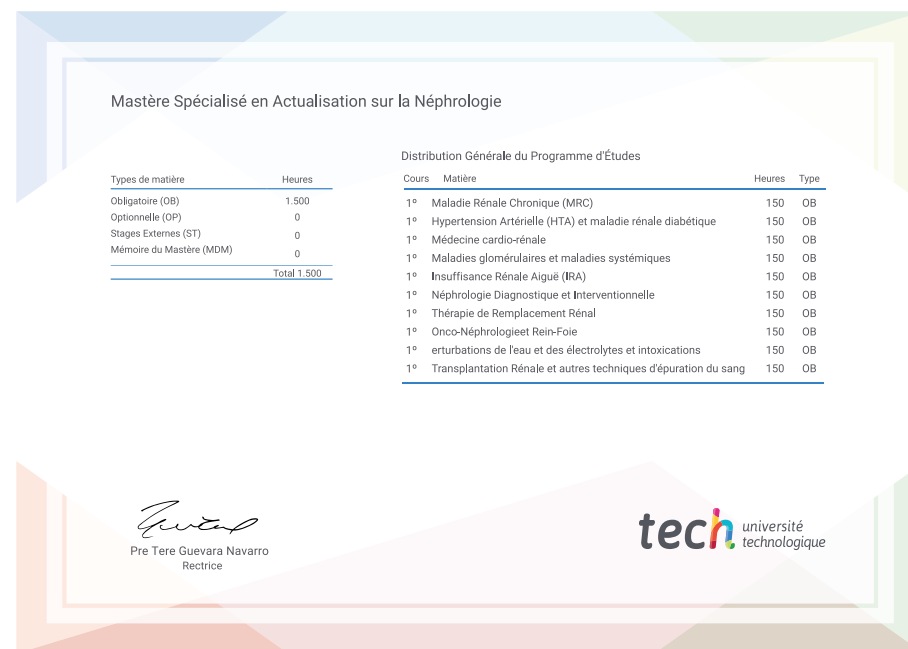 Mastère Spécialisé en Actualisation sur la Néphrologie
Types de matière Heures
Obligatoire (OB) 1.500
Optionnelle (OP) 0
Stages Externes (ST) 0
Mémoire du Mastère (MDM) 0
Total 1.500
Distribution Générale du Programme d'Études
Cours Matière Heures Type
1º Maladie Rénale Chronique (MRC) 150 OB
1º Hypertension Artérielle (HTA) et maladie rénale diabétique 150 OB
1º Médecine cardio-rénale 150 OB
1º Maladies glomérulaires et maladies systémiques 150 OB
1º Insuffisance Rénale Aiguë (IRA) 150 OB
1º Néphrologie Diagnostique et Interventionnelle 150 OB
1º Thérapie de Remplacement Rénal 150 OB
1º Onco-Néphrologieet Rein-Foie 150 OB
1º erturbations de l'eau et des électrolytes et intoxications 150 OB
1º Transplantation Rénale et autres techniques d'épuration du sang 150 OB
Pre Tere Guevara Navarro
Rectrice
tech université
technologique